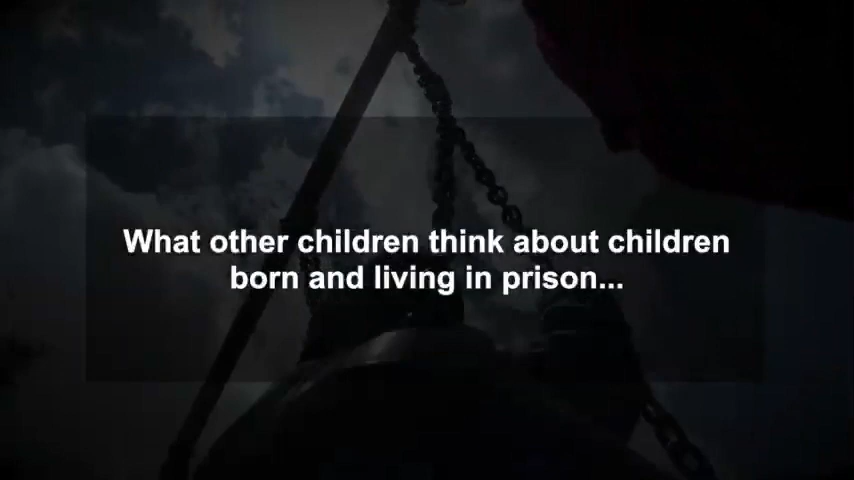 What other children think about children
born and living in prison...